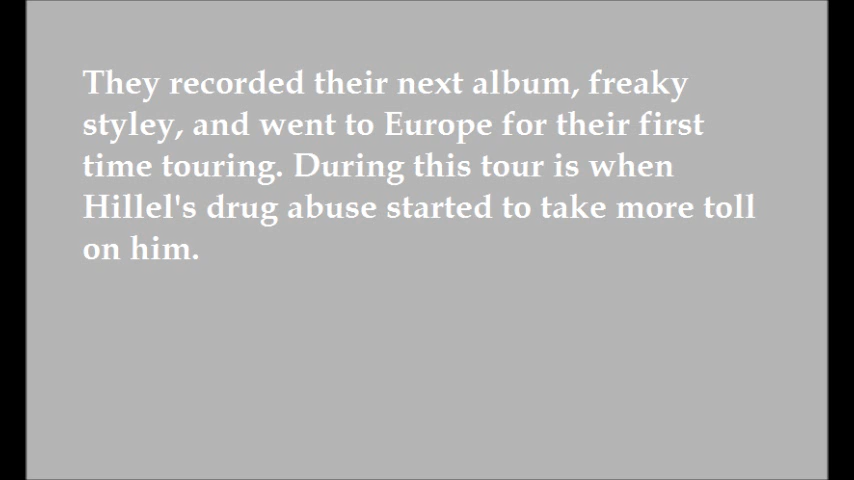 They recorded their next album, freaky
styley, and went to Europe for their first
time touring. During this tour is when
Hillel's drug abuse started to take more toll
on him.